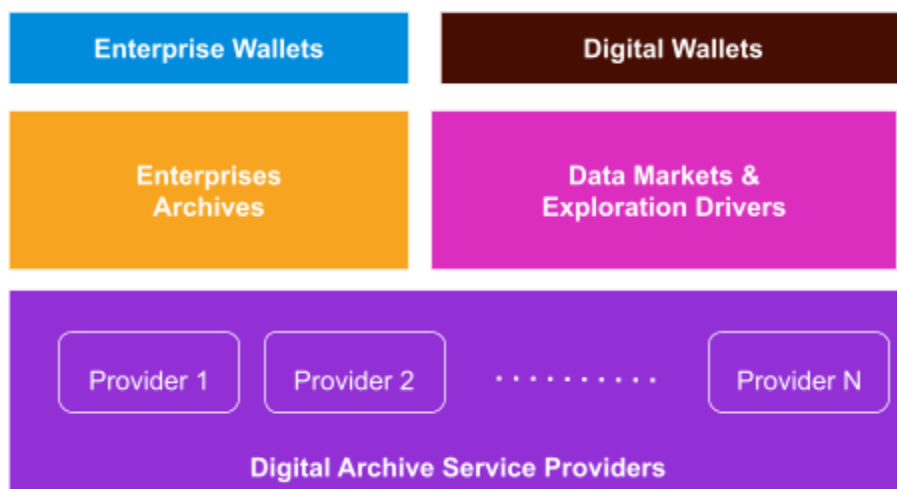 Enterprise Wallets
Digital Wallets
Enterprises
Archives
Data Markets &
Exploration Drivers
Provider 1
Provider 2
..........
Provider N
Digital Archive Service Providers